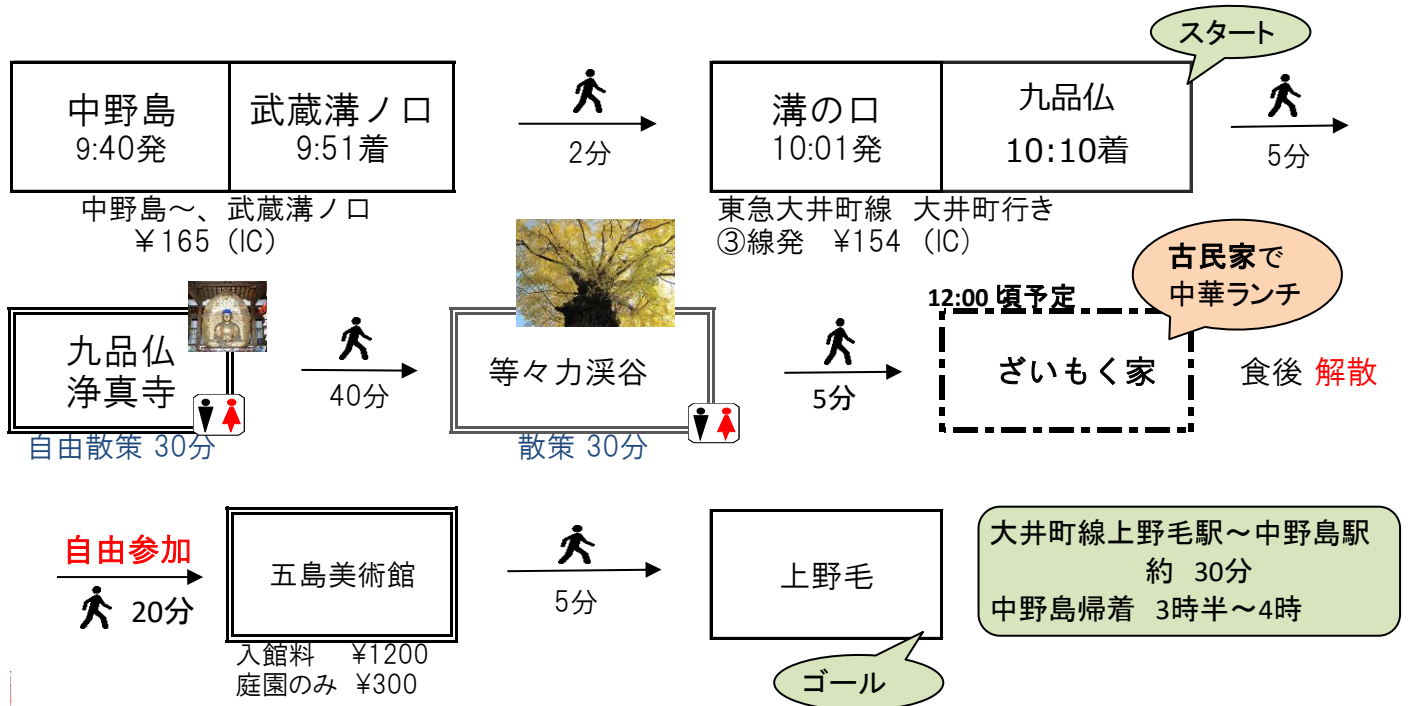 スタート
中野島
9:40発
武蔵溝ノ口
9:51着
2分
溝の口
10:01発
九品仏
10:10着
5分
中野島～、武蔵溝ノ口
￥165（IC）
東急大井町線 大井町行き
③線発 ¥154（IC）
古民家で
中華ランチ
12:00 頃予定
九品仏
浄真寺
自由散策 30分
40分
等々力渓谷
散策 30分
5分
ざいもく家
食後 解散
自由参加
20分
五島美術館
入館料 ¥1200
庭園のみ ¥300
5分
上野毛
ゴール
大井町線上野毛駅～中野島駅
約 30分
中野島帰着 3時半～4時